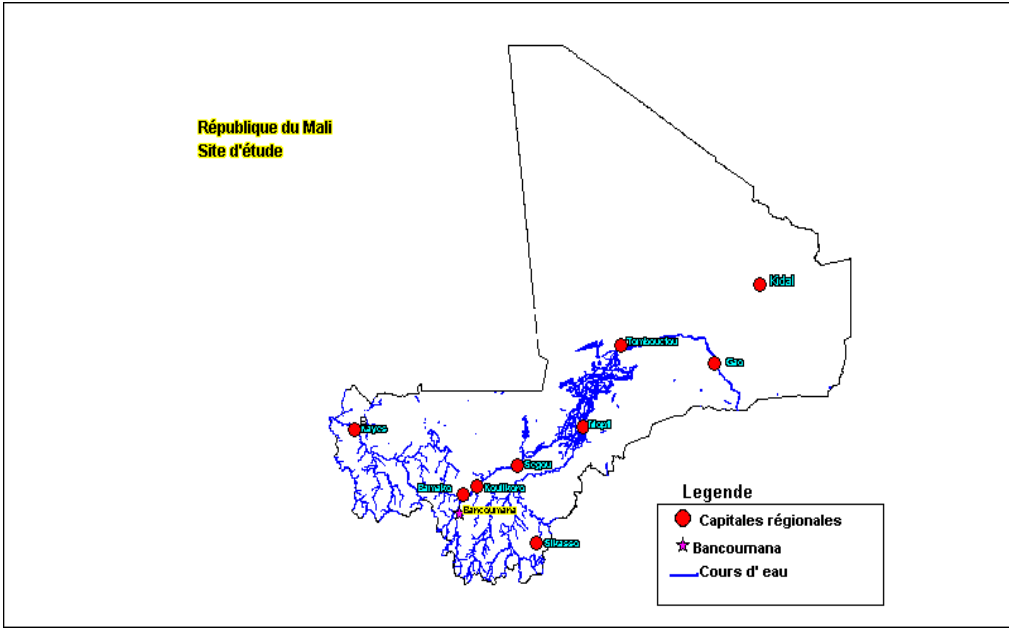 République du Mali
Site d'étude
Kidal
Tombouctou
Gao
Kayes
Mopti
Segou
Bamako
Koulikoro
Bancoumana
Sikasso
Legende
Capitales régionales
Bancoumana
Cours d' eau